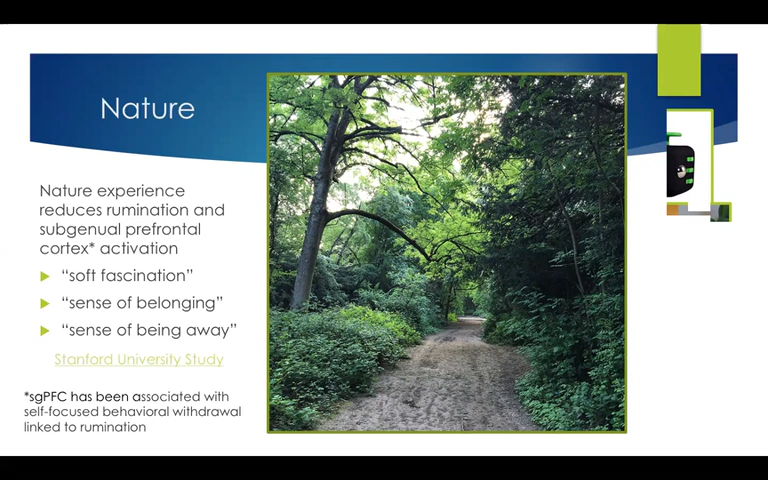 Nature
Nature experience
reduces rumination and
subgenual prefrontal
cortex* activation
“soft fascination”
“sense of belonging”
“sense of being away”
Stanford University Study
*sgPFC has been associated with
self-focused behavioral withdrawal
linked to rumination